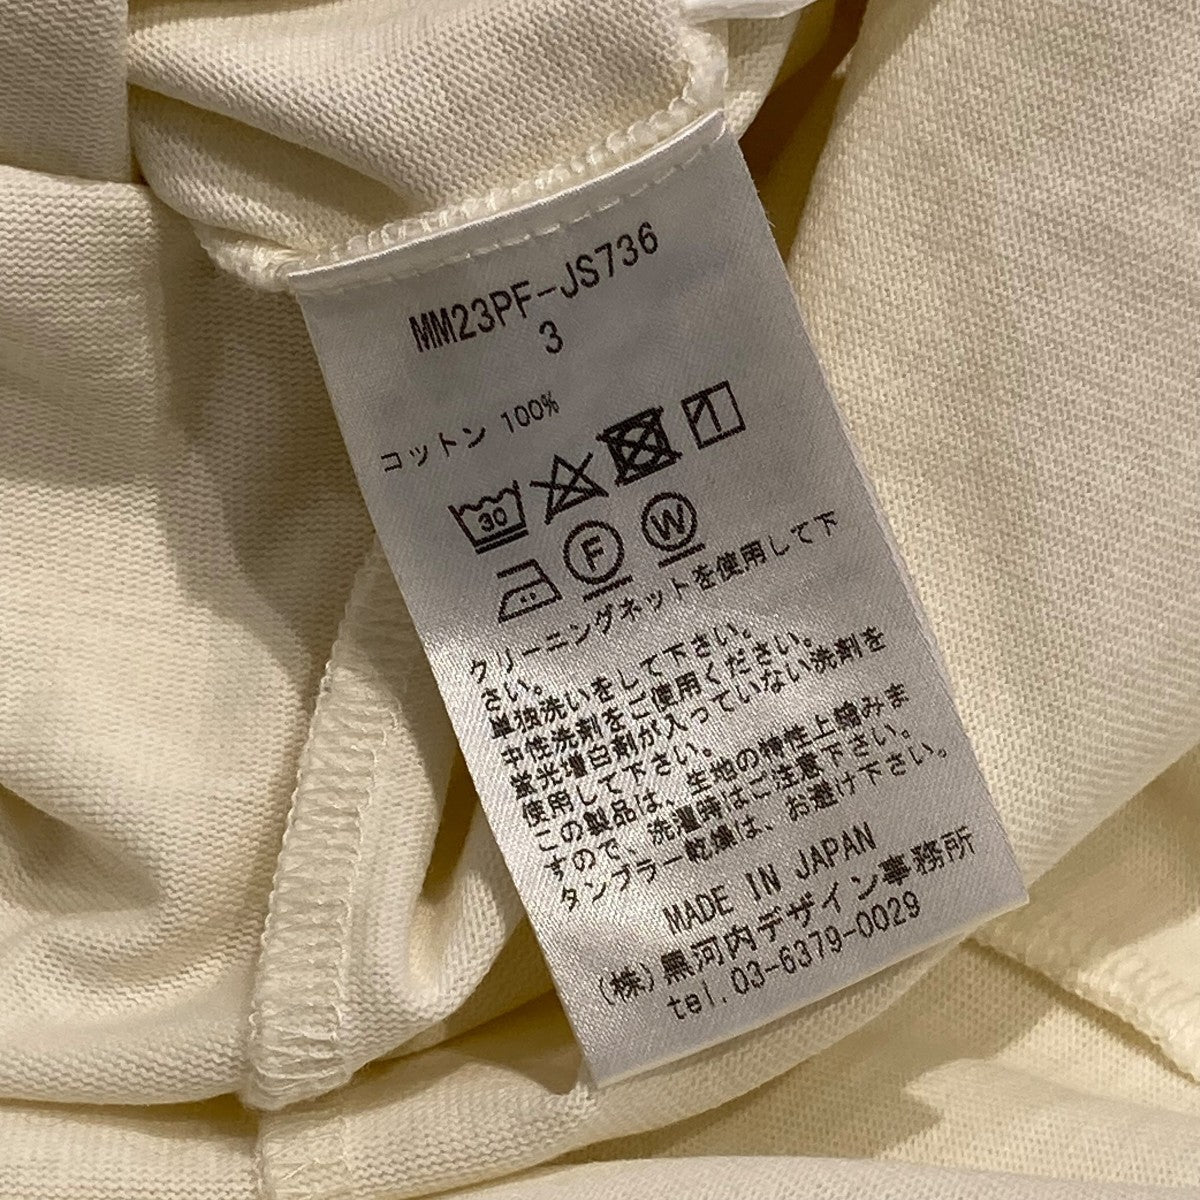 MM23PF-JS736
3
コットン 100%
30
F W
クリーニングネットを使用して下
さい。
単独洗いをして下さい。
中性洗剤をご使用ください。
蛍光増白剤が入っていない洗剤を
使用して下さい。
この製品は、生地の特性上縮みま
すので、洗濯時はご注意下さい。
タンブラー乾燥は、お避け下さい。
MADE IN JAPAN
(株)黒河内デザイン事務所
tel.03-6379-0029